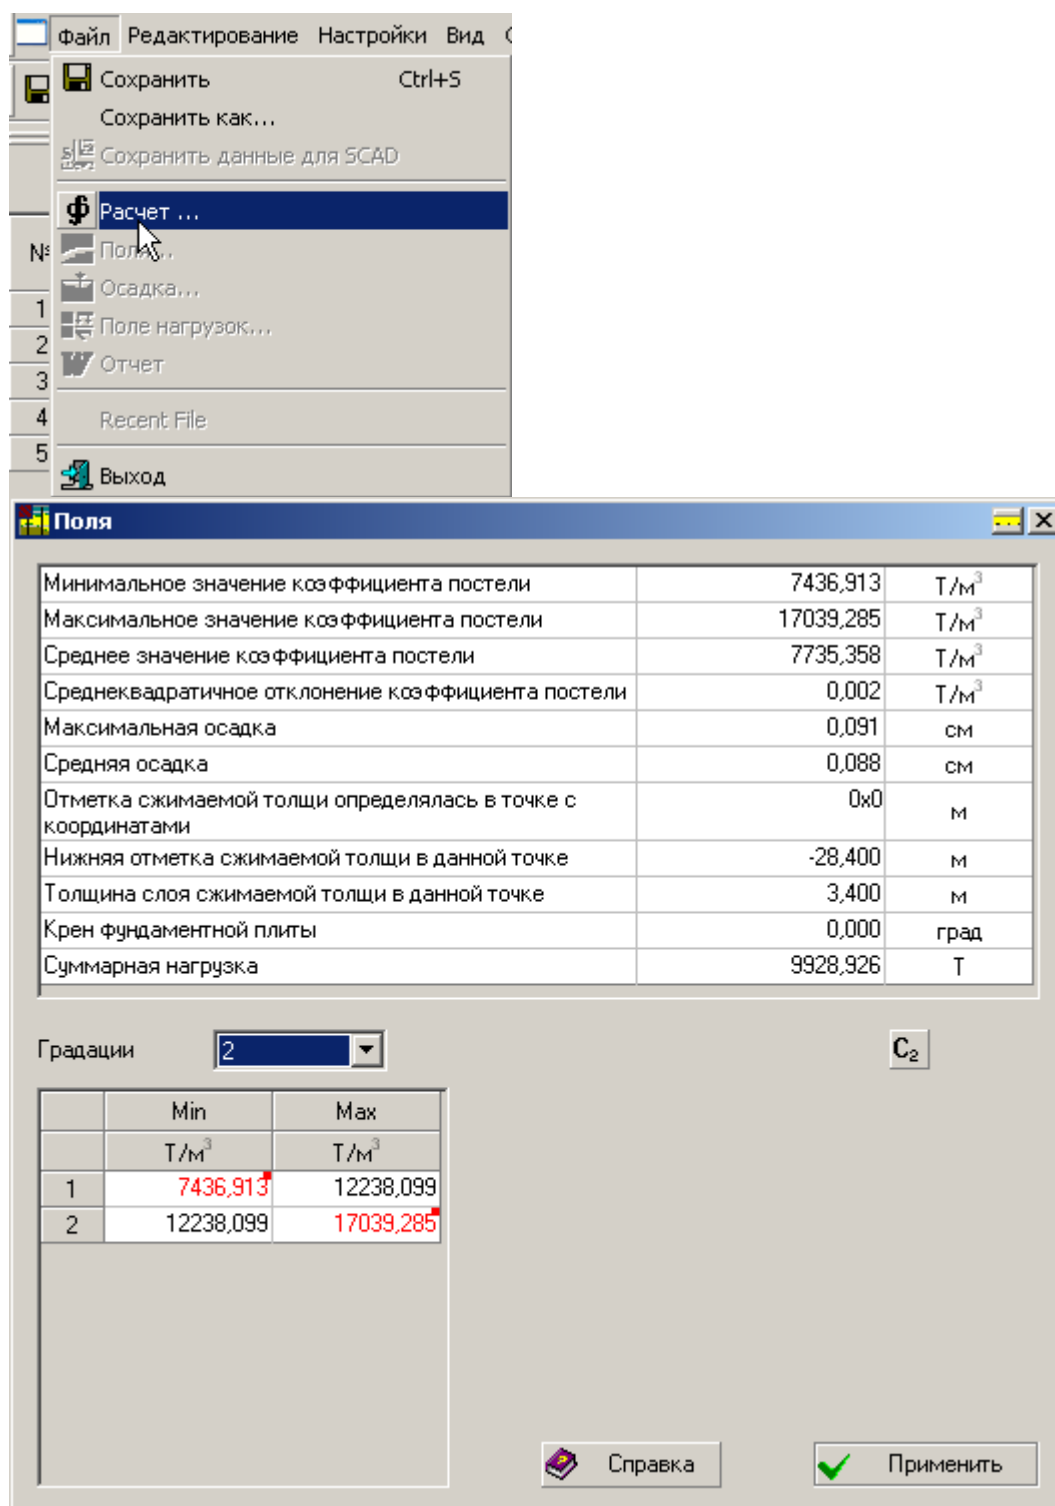 Файл Редактирование Настройки Вид
Сохранить Ctrl+S
Сохранить как...
Сохранить данные для SCAD
Расчет ...
Поля...
Осадка...
Поле нагрузок...
Отчет
Recent File
Выход
№
1
2
3
4
5
Поля
Минимальное значение коэффициента постели 7436,913 Т/м³
Максимальное значение коэффициента постели 17039,285 Т/м³
Среднее значение коэффициента постели 7735,358 Т/м³
Среднеквадратичное отклонение коэффициента постели 0,002 Т/м³
Максимальная осадка 0,091 см
Средняя осадка 0,088 см
Отметка сжимаемой толщи определялась в точке с 0x0 м
координатами
Нижняя отметка сжимаемой толщи в данной точке -28,400 м
Толщина слоя сжимаемой толщи в данной точке 3,400 м
Крен фундаментной плиты 0,000 град
Суммарная нагрузка 9928,926 Т
Градации 2 C₂
Min Max
Т/м³ Т/м³
1 7436,913 12238,099
2 12238,099 17039,285
Справка Применить